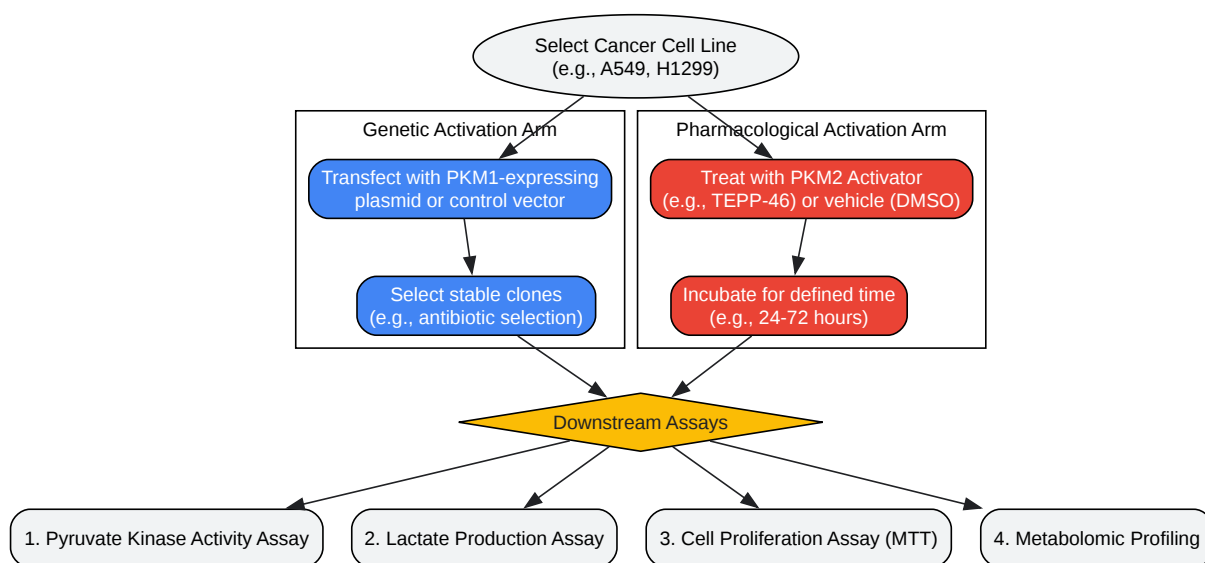 Select Cancer Cell Line
(e.g., A549, H1299)
Genetic Activation Arm
Pharmacological Activation Arm
Transfect with PKM1-expressing
plasmid or control vector
Treat with PKM2 Activator
(e.g., TEPP-46) or vehicle (DMSO)
Select stable clones
(e.g., antibiotic selection)
Incubate for defined time
(e.g., 24-72 hours)
Downstream Assays
1. Pyruvate Kinase Activity Assay
2. Lactate Production Assay
3. Cell Proliferation Assay (MTT)
4. Metabolomic Profiling